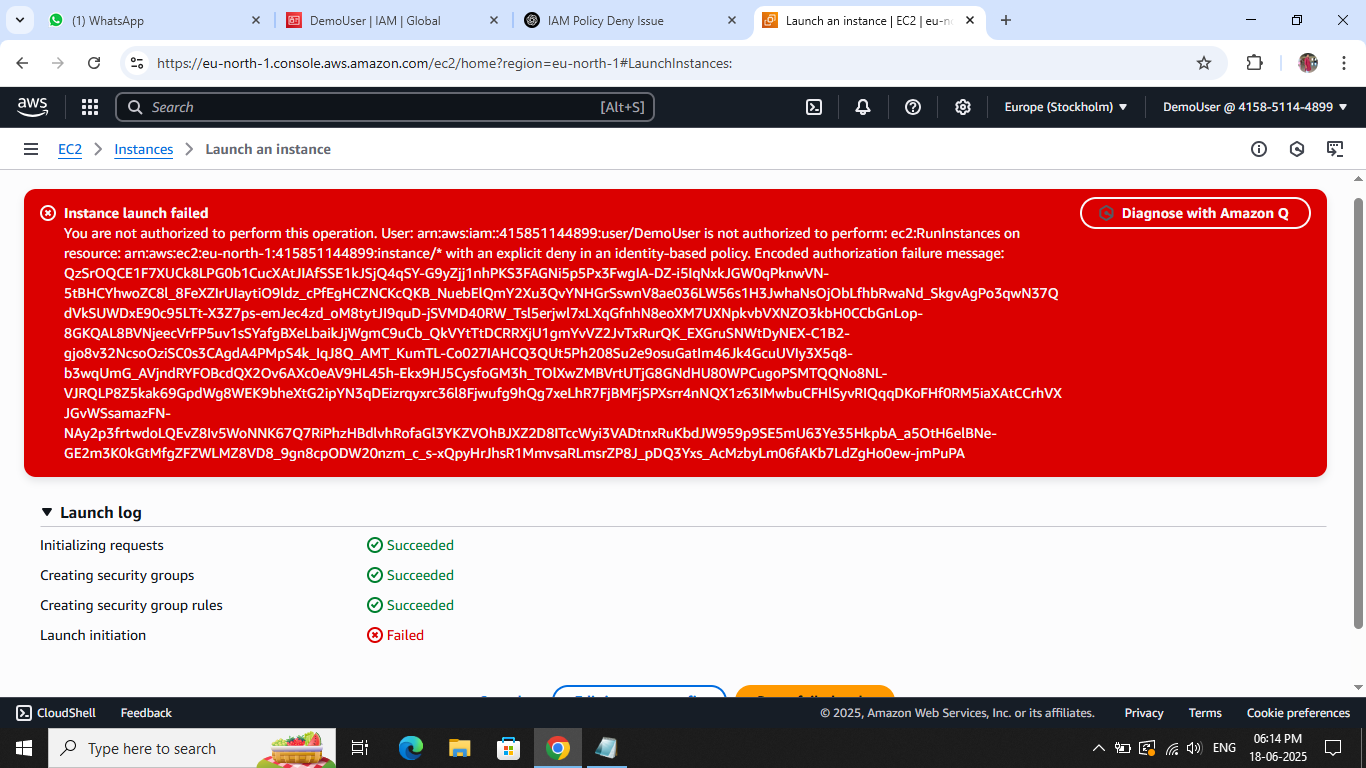 (1) WhatsApp
DemoUser | IAM | Global
IAM Policy Deny Issue
Launch an instance | EC2 | eu-no
https://eu-north-1.console.aws.amazon.com/ec2/home?region=eu-north-1#LaunchInstances:
aws
Search
[Alt+S]
Europe (Stockholm)
DemoUser @ 4158-5114-4899
EC2
Instances
Launch an instance
Instance launch failed
Diagnose with Amazon Q
You are not authorized to perform this operation. User: arn:aws:iam::415851144899:user/DemoUser is not authorized to perform: ec2:RunInstances on
resource: arn:aws:ec2:eu-north-1:415851144899:instance/* with an explicit deny in an identity-based policy. Encoded authorization failure message:
QzSrOQCE1F7XUCk8LPG0b1CucXAtJIAfSSE1kJSjQ4qSY-G9yZjj1nhPKS3FAGNi5p5Px3FwgIA-DZ-i5IqNxkJGW0qPknwVN-
5tBHCYhwoZC8l_8FeXZIrUIaytiO9ldz_cPfEgHCZNCKcQKB_NuebElQmY2Xu3QvYNHGrSswnV8ae036LW56s1H3JwhaNsOjObLfhbRwaNd_SkgvAgPo3qwN37Q
dVkSUWDxE90c95LTt-X3Z7ps-emJec4zd_oM8tytJI9quD-jSVMD40RW_Tsl5erjwl7xLXqGfnhN8eoXM7UXNpkvbVXNZO3kbH0CCbGnLop-
8GKQAL8BVNjeecVrFP5uv1sSYafgBXeLbaikJjWgmC9uCb_QkVYtTtDCRRXjU1gmYvVZ2JvTxRurQK_EXGruSNWtDyNEX-C1B2-
gjo8v32NcsoOziSC0s3CAgdA4PMpS4k_IqJ8Q_AMT_KumTL-Co027IAHCQ3QUt5Ph208Su2e9osuGatIm46Jk4GcuUVIy3X5q8-
b3wqUmG_AVjndRYFOBcdQX2Ov6AXc0eAV9HL45h-Ekx9HJ5CysfoGM3h_TOlXwZMBVrtUTjG8GNdHU80WPCugoPSMTQQNo8NL-
VJRQLP8Z5kak69GpdWg8WEK9bheXtG2ipYN3qDEizrqyxrc36l8Fjwufg9hQg7xeLhR7FjBMFjSPXsrr4nNQX1z63IMwbuCFHlSyvRIQqqDKoFHf0RM5iaXAtCCrhVX
JGvWSsamazFN-
NAy2p3frtwdoLQEvZ8Iv5WoNNK67Q7RiPhzHBdlvhRofaGl3YKZVOhBJXZ2D8ITccWyi3VADtnxRuKbdJW959p9SE5mU63Ye35HkpbA_a5OtH6elBNe-
GE2m3K0kGtMfgZFZWLMZ8VD8_9gn8cpODW20nzm_c_s-xQpyHrJhsR1MmvsaRLmsrZP8J_pDQ3Yxs_AcMzbyLm06fAKb7LdZgHo0ew-jmPuPA
Launch log
Initializing requests
Succeeded
Creating security groups
Succeeded
Creating security group rules
Succeeded
Launch initiation
Failed
CloudShell
Feedback
© 2025, Amazon Web Services, Inc. or its affiliates.
Privacy
Terms
Cookie preferences
Type here to search
ENG
06:14 PM
18-06-2025